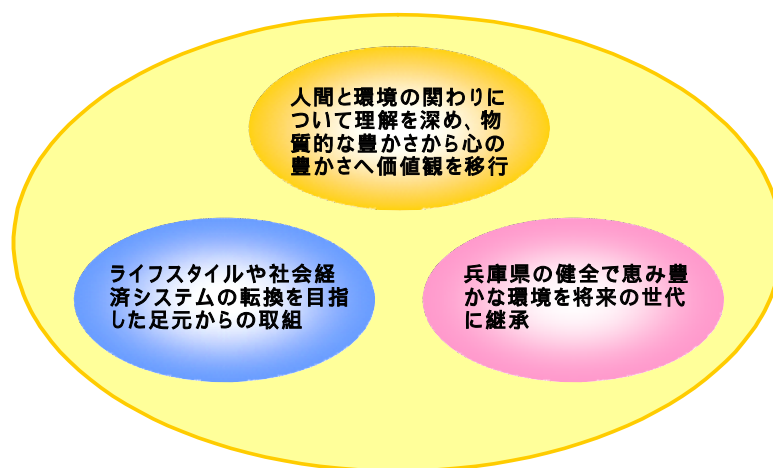 人間と環境の関わりに
ついて理解を深め、物
質的な豊かさから心の
豊かさへ価値観を移行
ライフスタイルや社会経
済システムの転換を目指
した足元からの取組
兵庫県の健全で恵み豊
かな環境を将来の世代
に継承